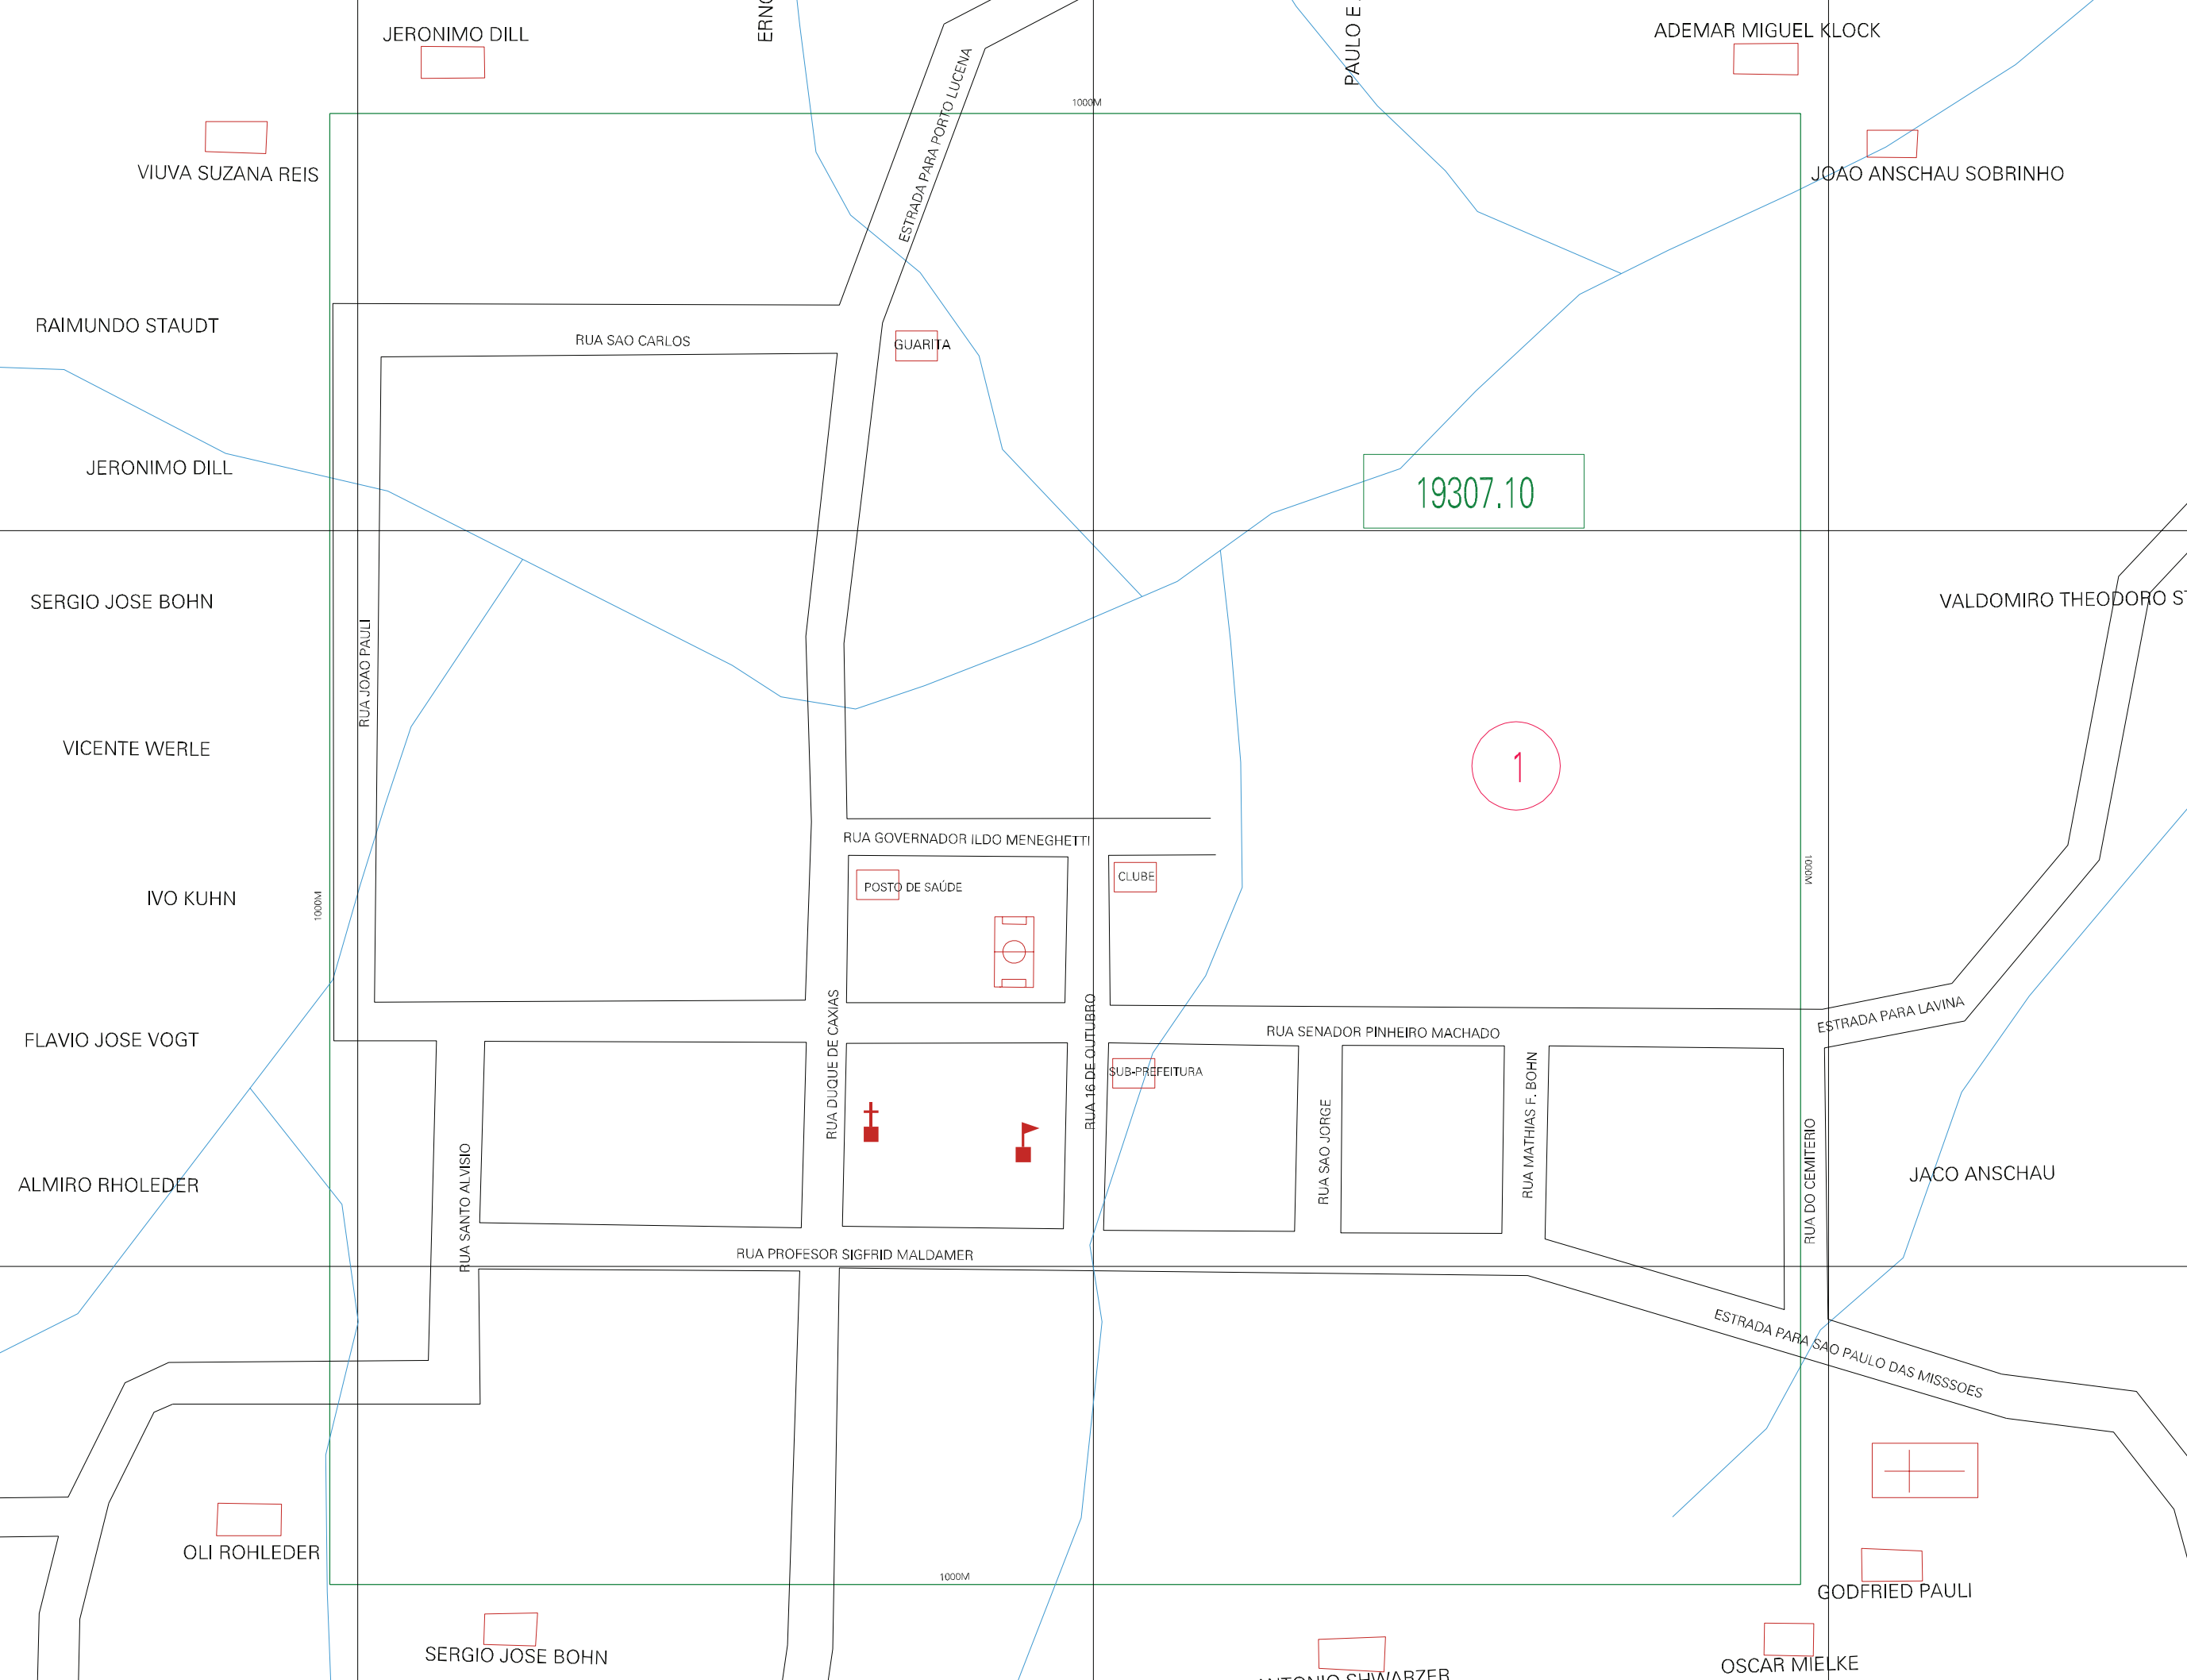 JERONIMO DILL
ESTRADA PARA PORTO LUCENA
PAULO E
ADEMAR MIGUEL KLOCK
1000M
VIUVA SUZANA REIS
JOAO ANSCHAU SOBRINHO
RAIMUNDO STAUDT
RUA SAO CARLOS
GUARITA
JERONIMO DILL
19307.10
SERGIO JOSE BOHN
VALDOMIRO THEODORO
RUA JOAO PAULI
VICENTE WERLE
1
RUA GOVERNADOR ILDO MENEGHETTI
1000M
1000M
CLUBE
POSTO DE SAÚDE
IVO KUHN
RUA DUQUE DE CAXIAS
RUA 16 DE OUTUBRO
ESTRADA PARA LAVINA
RUA SENADOR PINHEIRO MACHADO
FLAVIO JOSE VOGT
SUB-PREFEITURA
RUA SAO JORGE
RUA MATHIAS F. BOHN
RUA DO CEMITERIO
JACO ANSCHAU
ALMIRO RHOLEDER
RUA SANTO ALVISIO
RUA PROFESOR SIGFRID MALDAMER
ESTRADA PARA SAO PAULO DAS MISSSOES
OLI ROHLEDER
1000M
GODFRIED PAULI
SERGIO JOSE BOHN
OSCAR MIELKE
ANTONIO SHWARZER